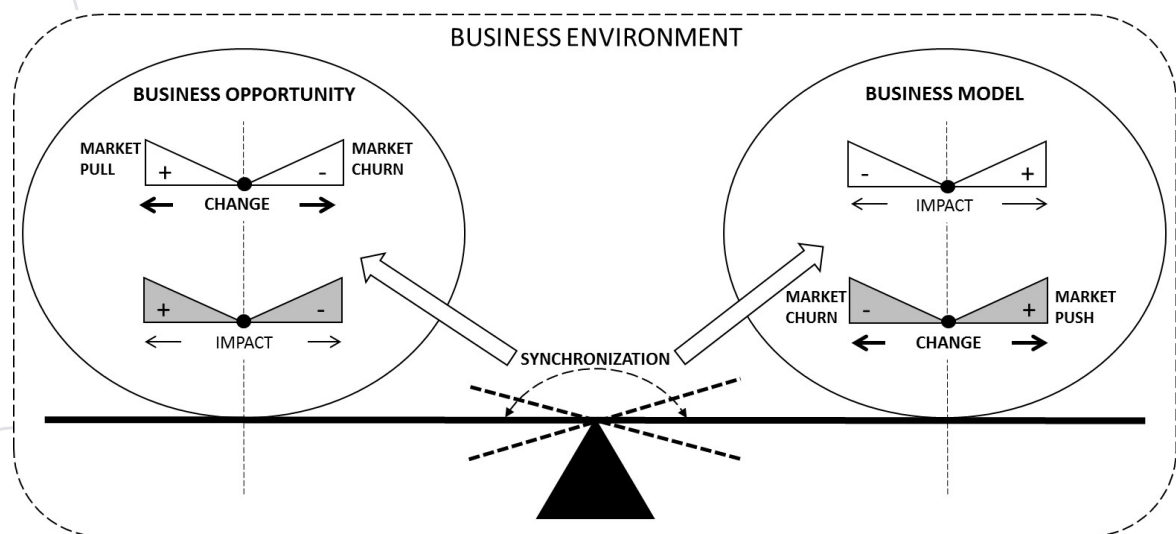 BUSINESS ENVIRONMENT
BUSINESS OPPORTUNITY
MARKET
PULL
+
-
MARKET
CHURN
CHANGE
+
-
IMPACT
SYNCHRONIZATION
BUSINESS MODEL
-
+
IMPACT
MARKET
CHURN
-
+
MARKET
PUSH
CHANGE